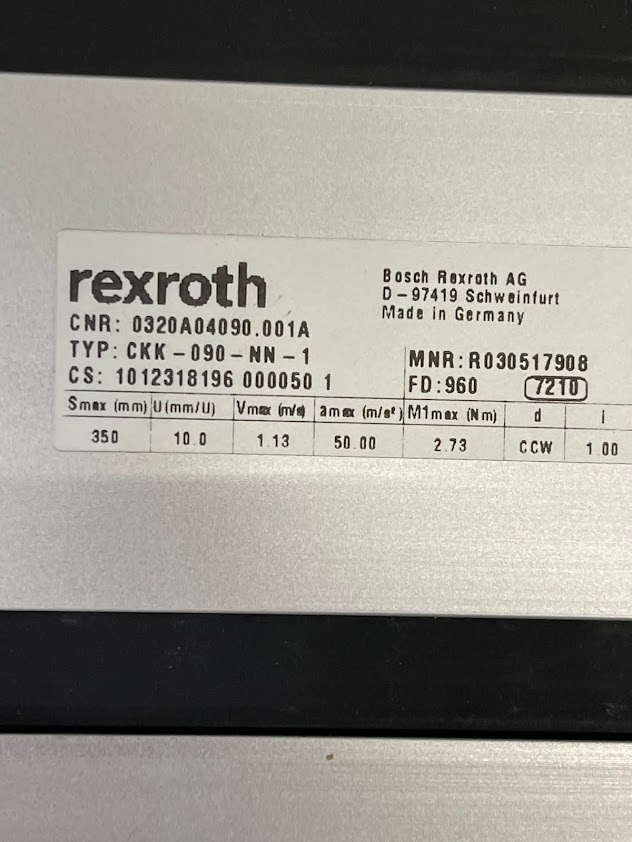 rexroth
Bosch Rexroth AG
D-97419 Schweinfurt
Made in Germany
CNR: 0320A04090.001A
TYP: CKK-090-NN-1
MNR: R030517908
CS: 1012318196 000050 1
FD: 960 7210
Smax (mm) U(mm/U) Vmax (m/s) amax (m/s²) M1max (Nm) d i
350 10.0 1.13 50.00 2.73 CCW 1.00